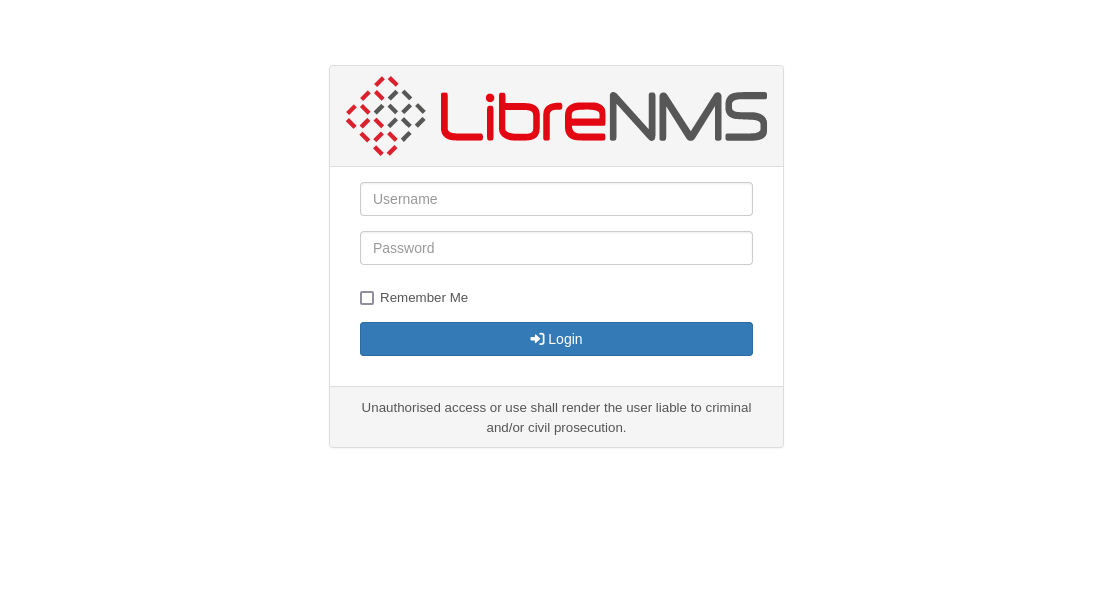 LibreNMS
Username
Password
Remember Me
Login
Unauthorised access or use shall render the user liable to criminal
and/or civil prosecution.